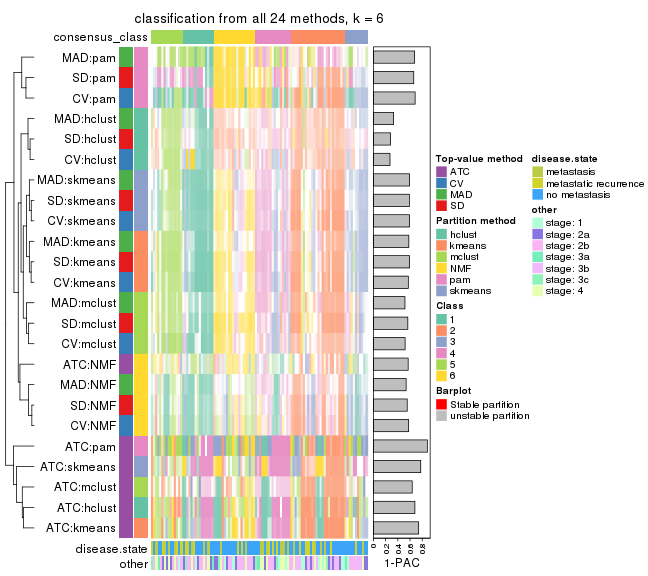 classification from all 24 methods, k = 6
consensus_class
MAD:pam
SD:pam
CV:pam
MAD:hclust
SD:hclust
CV:hclust
MAD:skmeans
SD:skmeans
CV:skmeans
MAD:kmeans
SD:kmeans
CV:kmeans
MAD:mclust
SD:mclust
CV:mclust
ATC:NMF
MAD:NMF
SD:NMF
CV:NMF
ATC:pam
ATC:skmeans
ATC:mclust
ATC:hclust
ATC:kmeans
disease.state
other
0 0.2 0.4 0.6 0.8
1-PAC
Top-value method
ATC
CV
MAD
SD
Partition method
hclust
kmeans
mclust
NMF
pam
skmeans
Class
1
2
3
4
5
6
Barplot
Stable partition
unstable partition
disease.state
metastasis
metastatic recurrence
no metastasis
other
stage: 1
stage: 2a
stage: 2b
stage: 3a
stage: 3b
stage: 3c
stage: 4